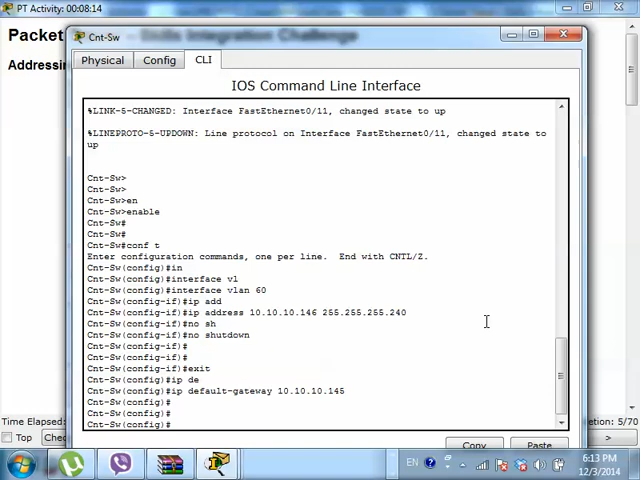 PT Activity: 00:08:14
Packet
Skills Integration Challenge
Addressin
Cnt-Sw
Physical Config CLI
IOS Command Line Interface
%LINK-5-CHANGED: Interface FastEthernet0/11, changed state to up
%LINEPROTO-5-UPDOWN: Line protocol on Interface FastEthernet0/11, changed state to
up
Cnt-Sw>
Cnt-Sw>
Cnt-Sw>en
Cnt-Sw>enable
Cnt-Sw#
Cnt-Sw#
Cnt-Sw#conf t
Enter configuration commands, one per line.  End with CNTL/Z.
Cnt-Sw(config)#in
Cnt-Sw(config)#interface vl
Cnt-Sw(config)#interface vlan 60
Cnt-Sw(config-if)#ip add
Cnt-Sw(config-if)#ip address 10.10.10.146 255.255.255.240
Cnt-Sw(config-if)#no sh
Cnt-Sw(config-if)#no shutdown
Cnt-Sw(config-if)#
Cnt-Sw(config-if)#
Cnt-Sw(config-if)#exit
Cnt-Sw(config)#ip de
Cnt-Sw(config)#ip default-gateway 10.10.10.145
Cnt-Sw(config)#
Cnt-Sw(config)#
Cnt-Sw(config)#
Copy Paste
Time Elapsed: 5/70
Top Chec >
EN 6:13 PM
12/3/2014